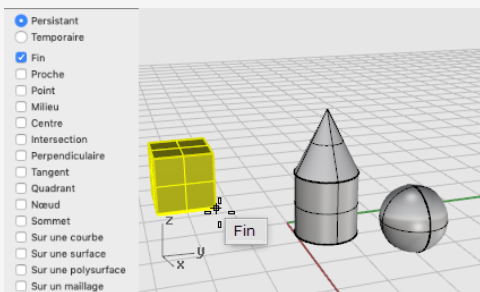 Persistant
Temporaire
Fin
Proche
Point
Milieu
Centre
Intersection
Perpendiculaire
Tangent
Quadrant
Nœud
Sommet
Sur une courbe
Sur une surface
Sur une polysurface
Sur un maillage
z
y
x
Fin